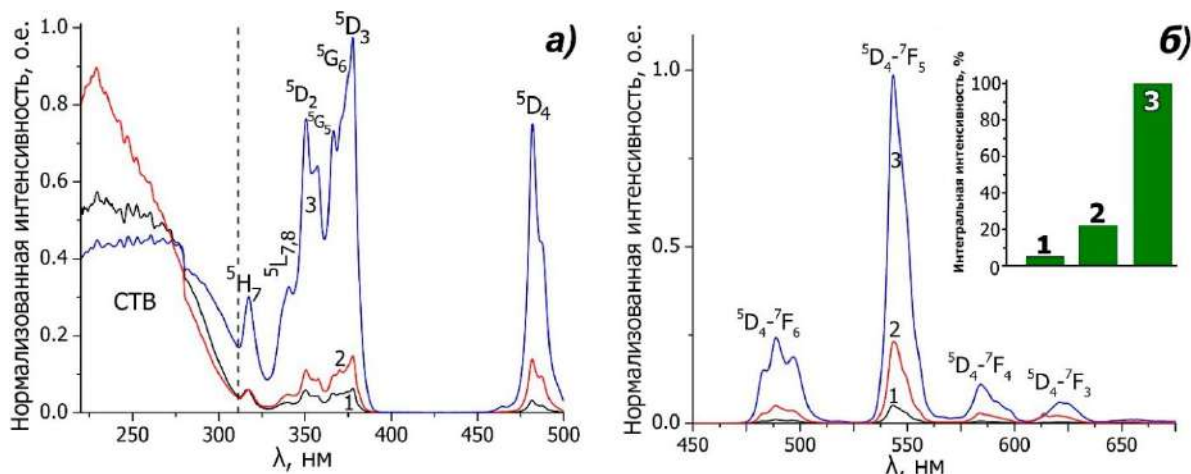 Нормализованная интенсивность, о.е.
1.0
0.8
0.6
0.4
0.2
0.0
250
300
350
400
450
500
λ, нм
а)
СТВ
⁵H₇
⁵L₇,₈
⁵D₂
⁵G₅
⁵G₆
⁵D₃
⁵D₄
3
2
1
Нормализованная интенсивность, о.е.
1.0
0.5
0.0
450
500
550
600
650
λ, нм
б)
⁵D₄-⁷F₆
⁵D₄-⁷F₅
⁵D₄-⁷F₄
⁵D₄-⁷F₃
3
2
1
Интегральная интенсивность, %
100
80
60
40
20
0
1
2
3